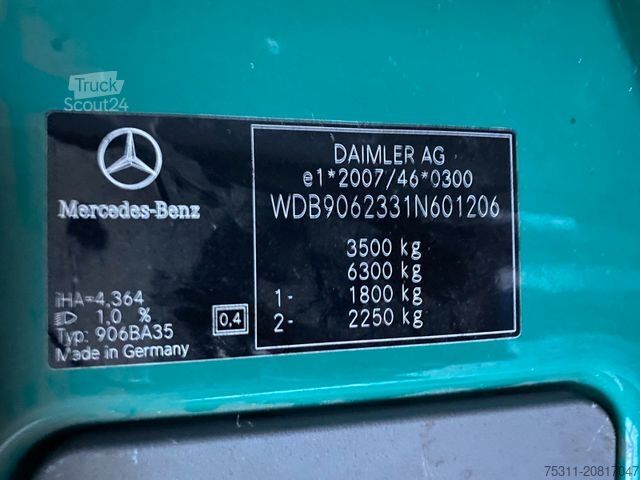 Truck
Scout24
Mercedes-Benz
DAIMLER AG
e1*2007/46*0300
WDB9062331N601206
3500 kg
6300 kg
1- 1800 kg
2- 2250 kg
iHA=4,364
1,0 %
Typ: 906BA35
Made in Germany
0,4
75311-20817047